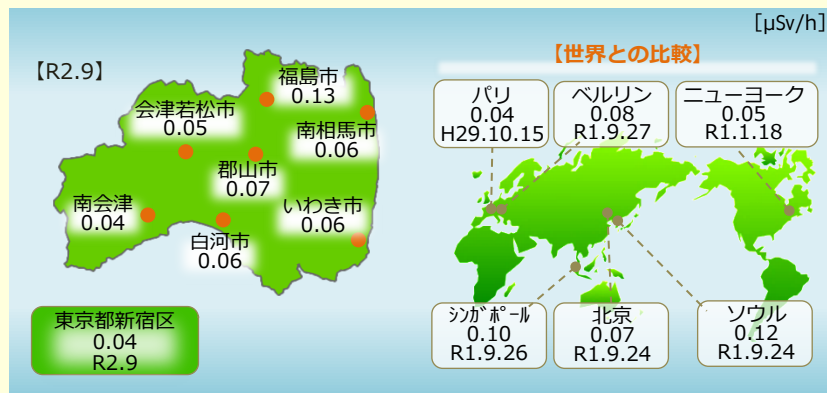 [μSv/h]
【R2.9】
福島市
0.13
会津若松市
0.05
南相馬市
0.06
郡山市
0.07
南会津
0.04
いわき市
0.06
白河市
0.06
東京都新宿区
0.04
R2.9
【世界との比較】
パリ
0.04
H29.10.15
ベルリン
0.08
R1.9.27
ニューヨーク
0.05
R1.1.18
ｼﾝｶﾞﾎﾟｰﾙ
0.10
R1.9.26
北京
0.07
R1.9.24
ソウル
0.12
R1.9.24